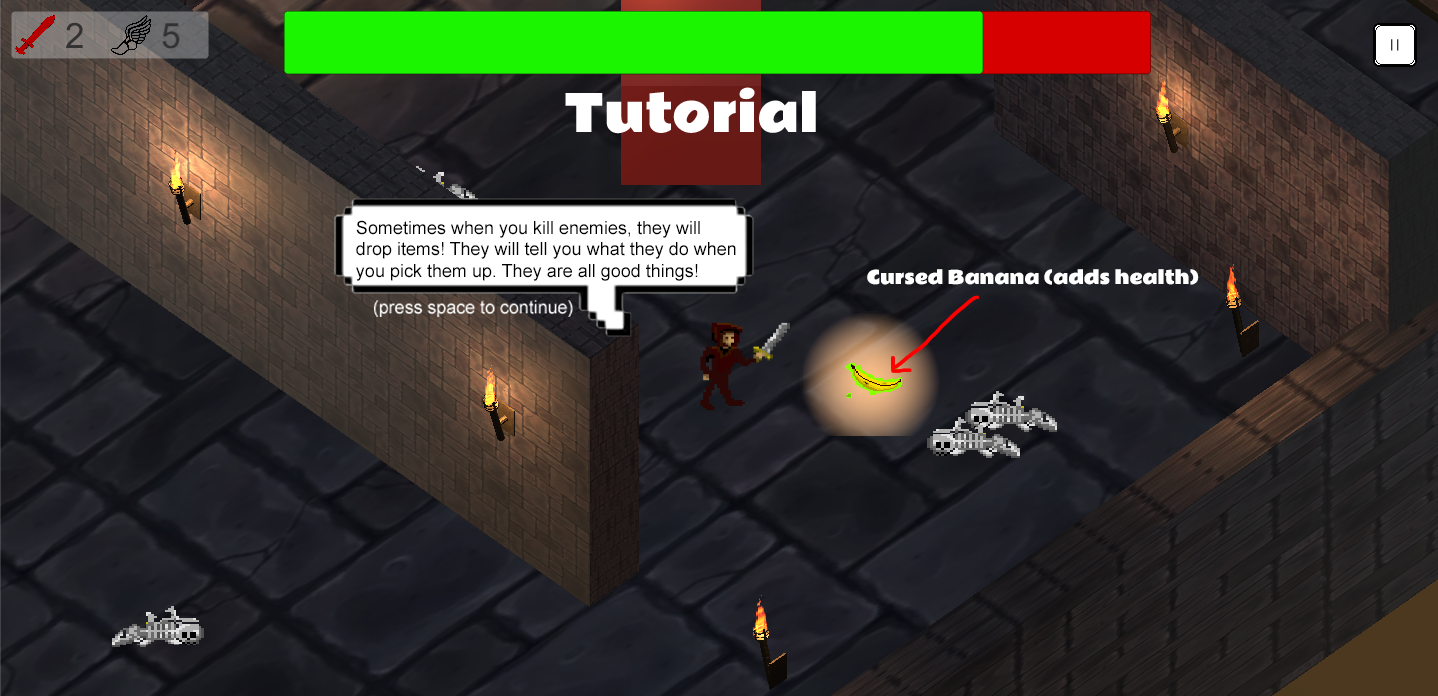 2 5
Tutorial
Sometimes when you kill enemies, they will
drop items! They will tell you what they do when
you pick them up. They are all good things!
(press space to continue)
Cursed Banana (adds health)